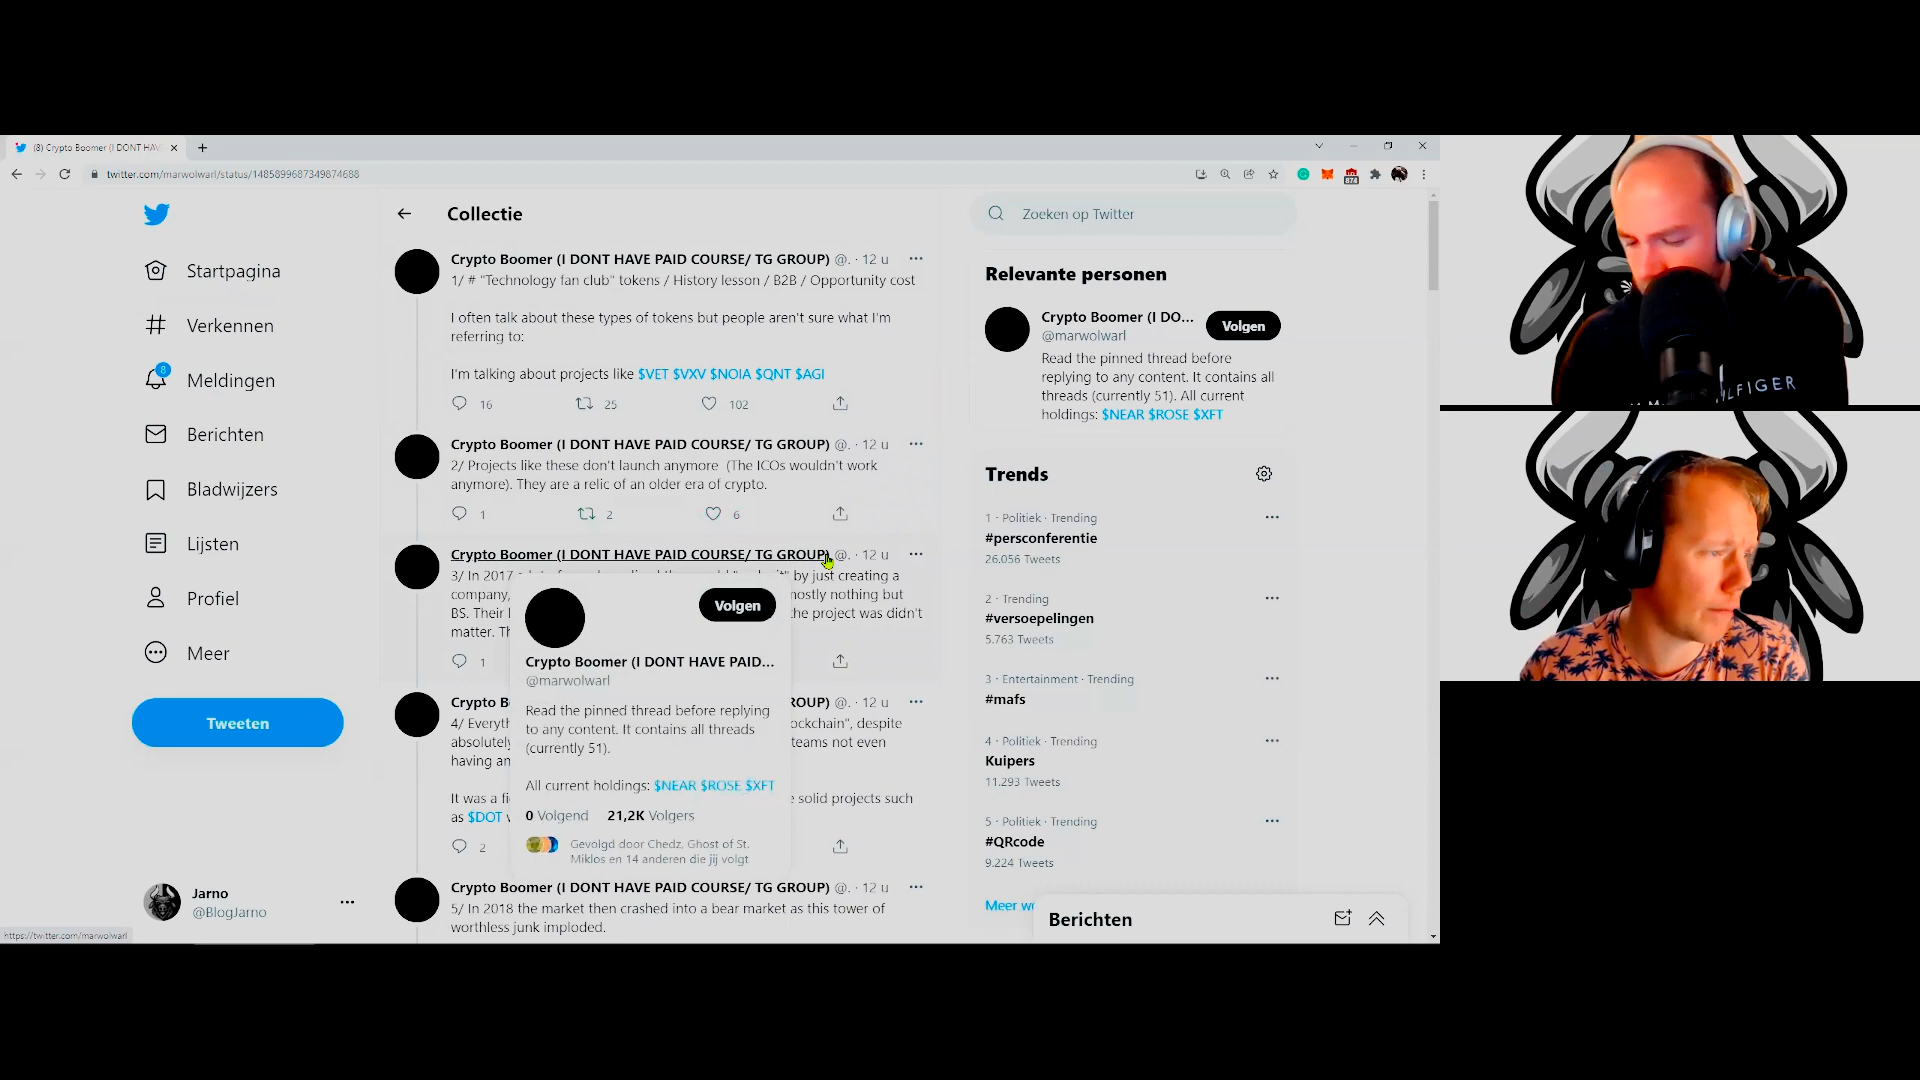 (8) Crypto Boomer (I DONT HAV
twitter.com/marwolwarl/status/1485899687349874688
Startpagina
Verkennen
8
Meldingen
Berichten
Bladwijzers
Lijsten
Profiel
Meer
Tweeten
Jarno
@BlogJarno
https://twitter.com/marwolwarl
Collectie
Crypto Boomer (I DONT HAVE PAID COURSE/ TG GROUP) @. · 12 u
1/ # "Technology fan club" tokens / History lesson / B2B / Opportunity cost
I often talk about these types of tokens but people aren't sure what I'm
referring to:
I'm talking about projects like $VET $VXV $NOIA $QNT $AGI
16 25 102
Crypto Boomer (I DONT HAVE PAID COURSE/ TG GROUP) @. · 12 u
2/ Projects like these don't launch anymore (The ICOs wouldn't work
anymore). They are a relic of an older era of crypto.
1 2 6
Crypto Boomer (I DONT HAVE PAID COURSE/ TG GROUP) @. · 12 u
3/ In 2017 by just creating a
company, mostly nothing but
BS. Their the project was didn't
matter.
1
Crypto B ROUP) @. · 12 u
4/ Everyth ockchain", despite
absolutely teams not even
having an
It was a fi e solid projects such
as $DOT
2
Volgen
Crypto Boomer (I DONT HAVE PAID...
@marwolwarl
Read the pinned thread before replying
to any content. It contains all threads
(currently 51).
All current holdings: $NEAR $ROSE $XFT
0 Volgend 21,2K Volgers
Gevolgd door Chedz, Ghost of St.
Miklos en 14 anderen die jij volgt
Crypto Boomer (I DONT HAVE PAID COURSE/ TG GROUP) @. · 12 u
5/ In 2018 the market then crashed into a bear market as this tower of
worthless junk imploded.
Zoeken op Twitter
Relevante personen
Crypto Boomer (I DO...
@marwolwarl
Volgen
Read the pinned thread before
replying to any content. It contains all
threads (currently 51). All current
holdings: $NEAR $ROSE $XFT
Trends
1 · Politiek · Trending
#persconferentie
26.056 Tweets
2 · Trending
#versoepelingen
5.763 Tweets
3 · Entertainment · Trending
#mafs
4 · Politiek · Trending
Kuipers
11.293 Tweets
5 · Politiek · Trending
#QRcode
9.224 Tweets
Meer w
Berichten
LFIGER